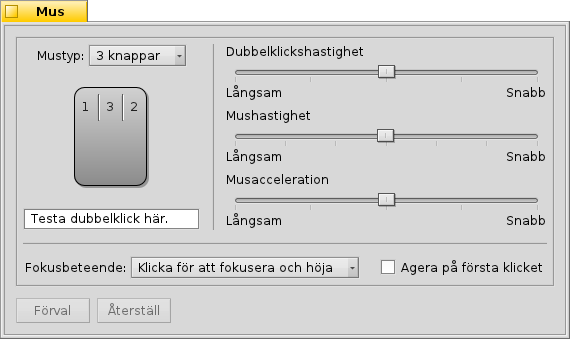 Mus
Mustyp: 3 knappar
1 3 2
Testa dubbelklick här.
Dubbelklickshastighet
Långsam Snabb
Mushastighet
Långsam Snabb
Musacceleration
Långsam Snabb
Fokusbeteende: Klicka för att fokusera och höja Agera på första klicket
Förval Återställ